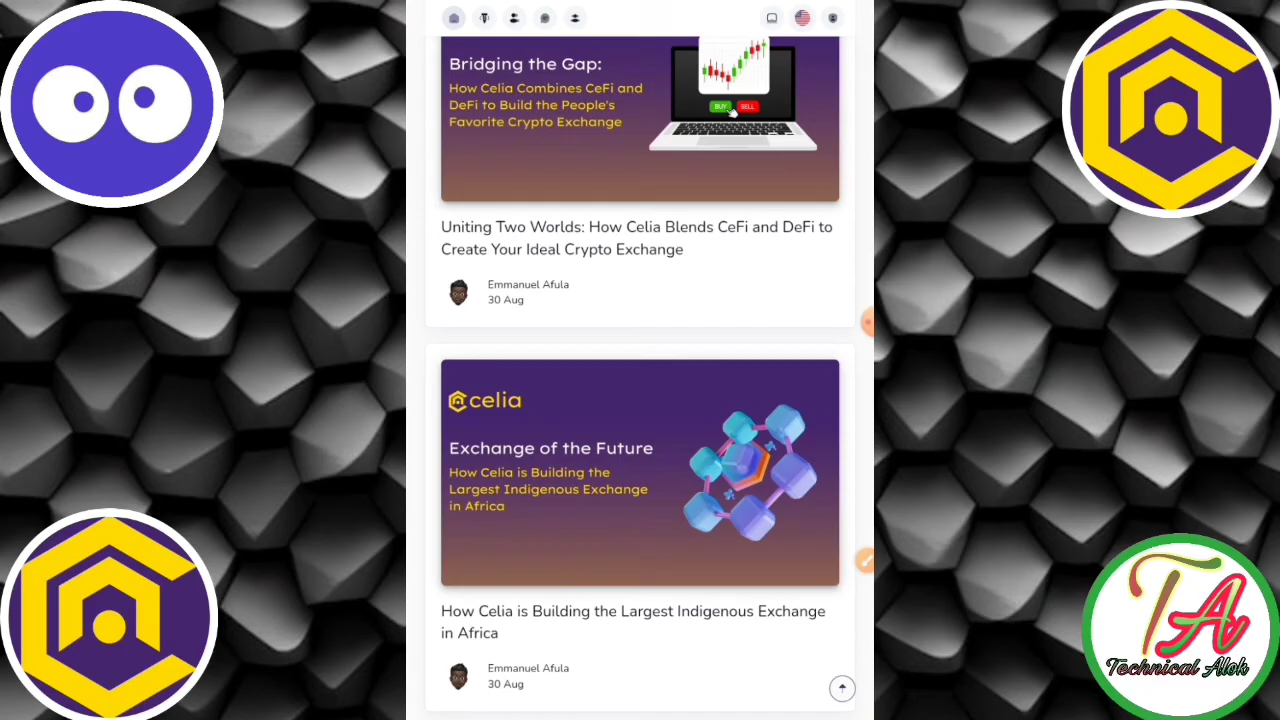 Bridging the Gap:
How Celia Combines CeFi and
DeFi to Build the People's
Favorite Crypto Exchange
BUY
SELL
Uniting Two Worlds: How Celia Blends CeFi and DeFi to
Create Your Ideal Crypto Exchange
Emmanuel Afula
30 Aug
celia
Exchange of the Future
How Celia is Building the
Largest Indigenous Exchange
in Africa
How Celia is Building the Largest Indigenous Exchange
in Africa
Emmanuel Afula
30 Aug
TA
Technical Alok